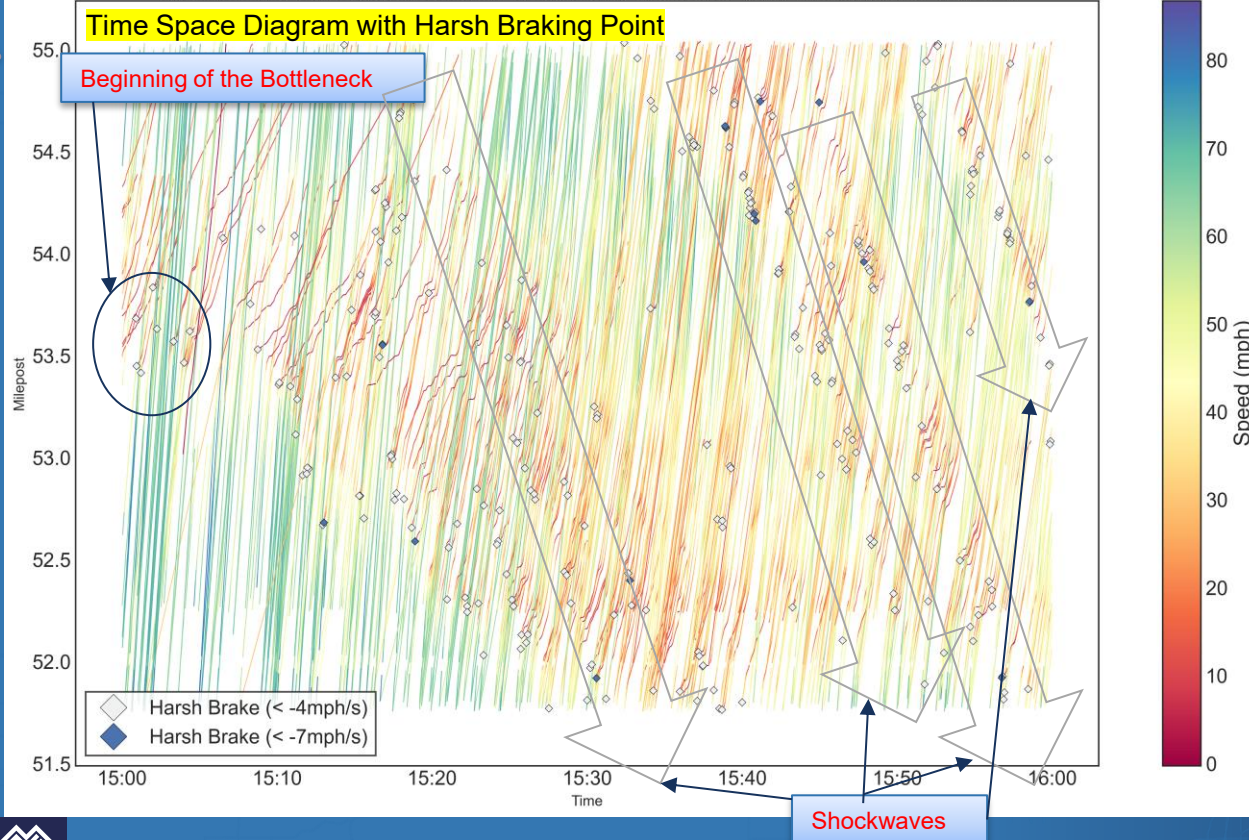 Time Space Diagram with Harsh Braking Point
Beginning of the Bottleneck
55.0
54.5
54.0
53.5
53.0
52.5
52.0
51.5
Milepost
Harsh Brake (< -4mph/s)
Harsh Brake (< -7mph/s)
15:00 15:10 15:20 15:30 15:40 15:50 16:00
Time
Shockwaves
80
70
60
50
40
30
20
10
0
Speed (mph)